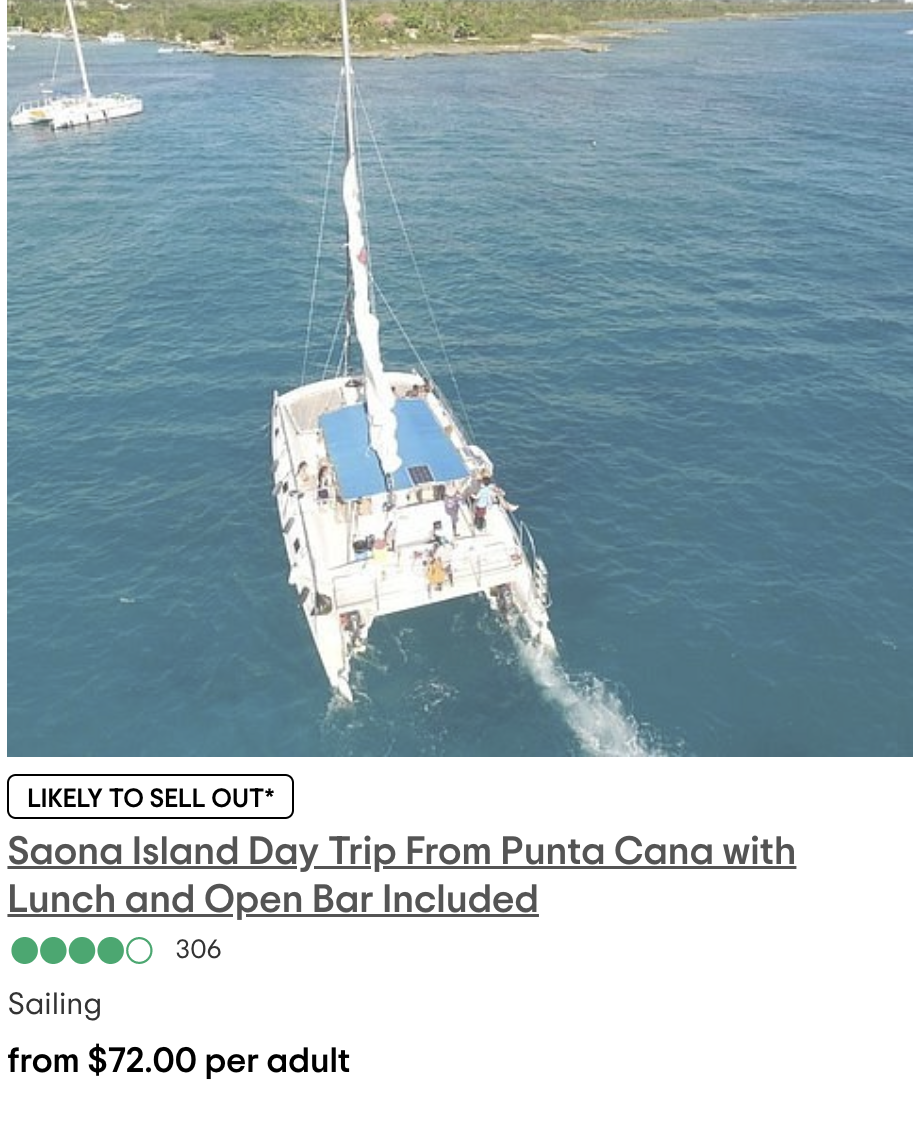 LIKELY TO SELL OUT*
Saona Island Day Trip From Punta Cana with
Lunch and Open Bar Included
306
Sailing
from $72.00 per adult